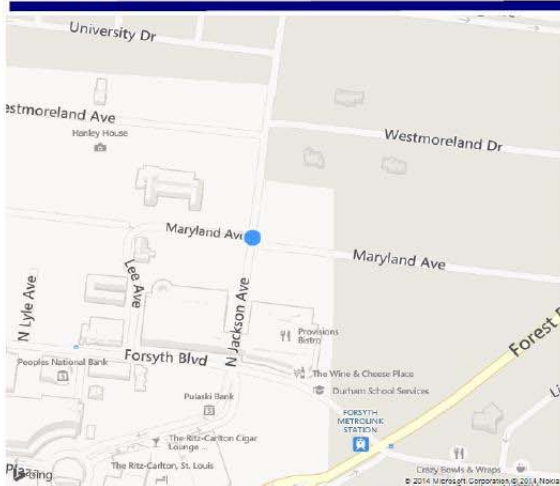 University Dr
Westmoreland Ave
Hanley House
Westmoreland Dr
Maryland Ave
Maryland Ave
Lee Ave
N Lyle Ave
N Jackson Ave
Provisions
Bistro
Forest
Forsyth Blvd
Peoples National Bank
The Wine & Cheese Place
Durham School Services
Pulaski Bank
FORSYTH
METROLINK
STATION
The Ritz-Carlton Cigar
Lounge ...
The Ritz-Carlton, St. Louis
Crazy Bowls & Wraps
Plaza
Bing
© 2014 Microsoft Corporation © 2014 Nokia